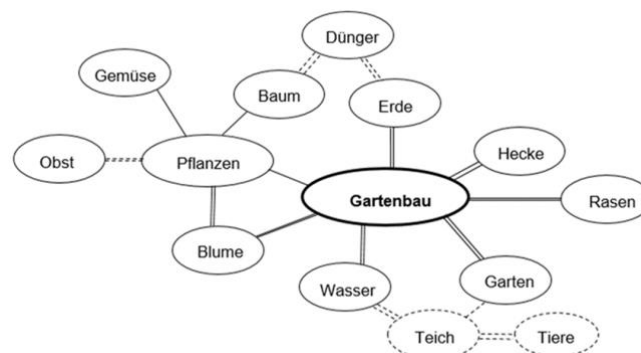 Dünger
Gemüse
Baum
Erde
Obst
Pflanzen
Hecke
Gartenbau
Rasen
Blume
Wasser
Garten
Teich
Tiere